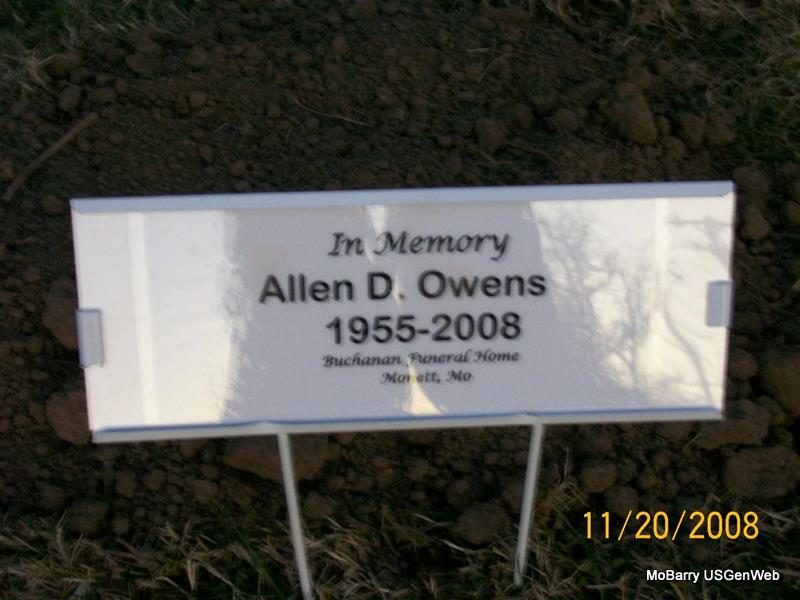 In Memory
Allen D. Owens
1955-2008
Buchanan Funeral Home
Monett, Mo
11/20/2008
MoBarry USGenWeb